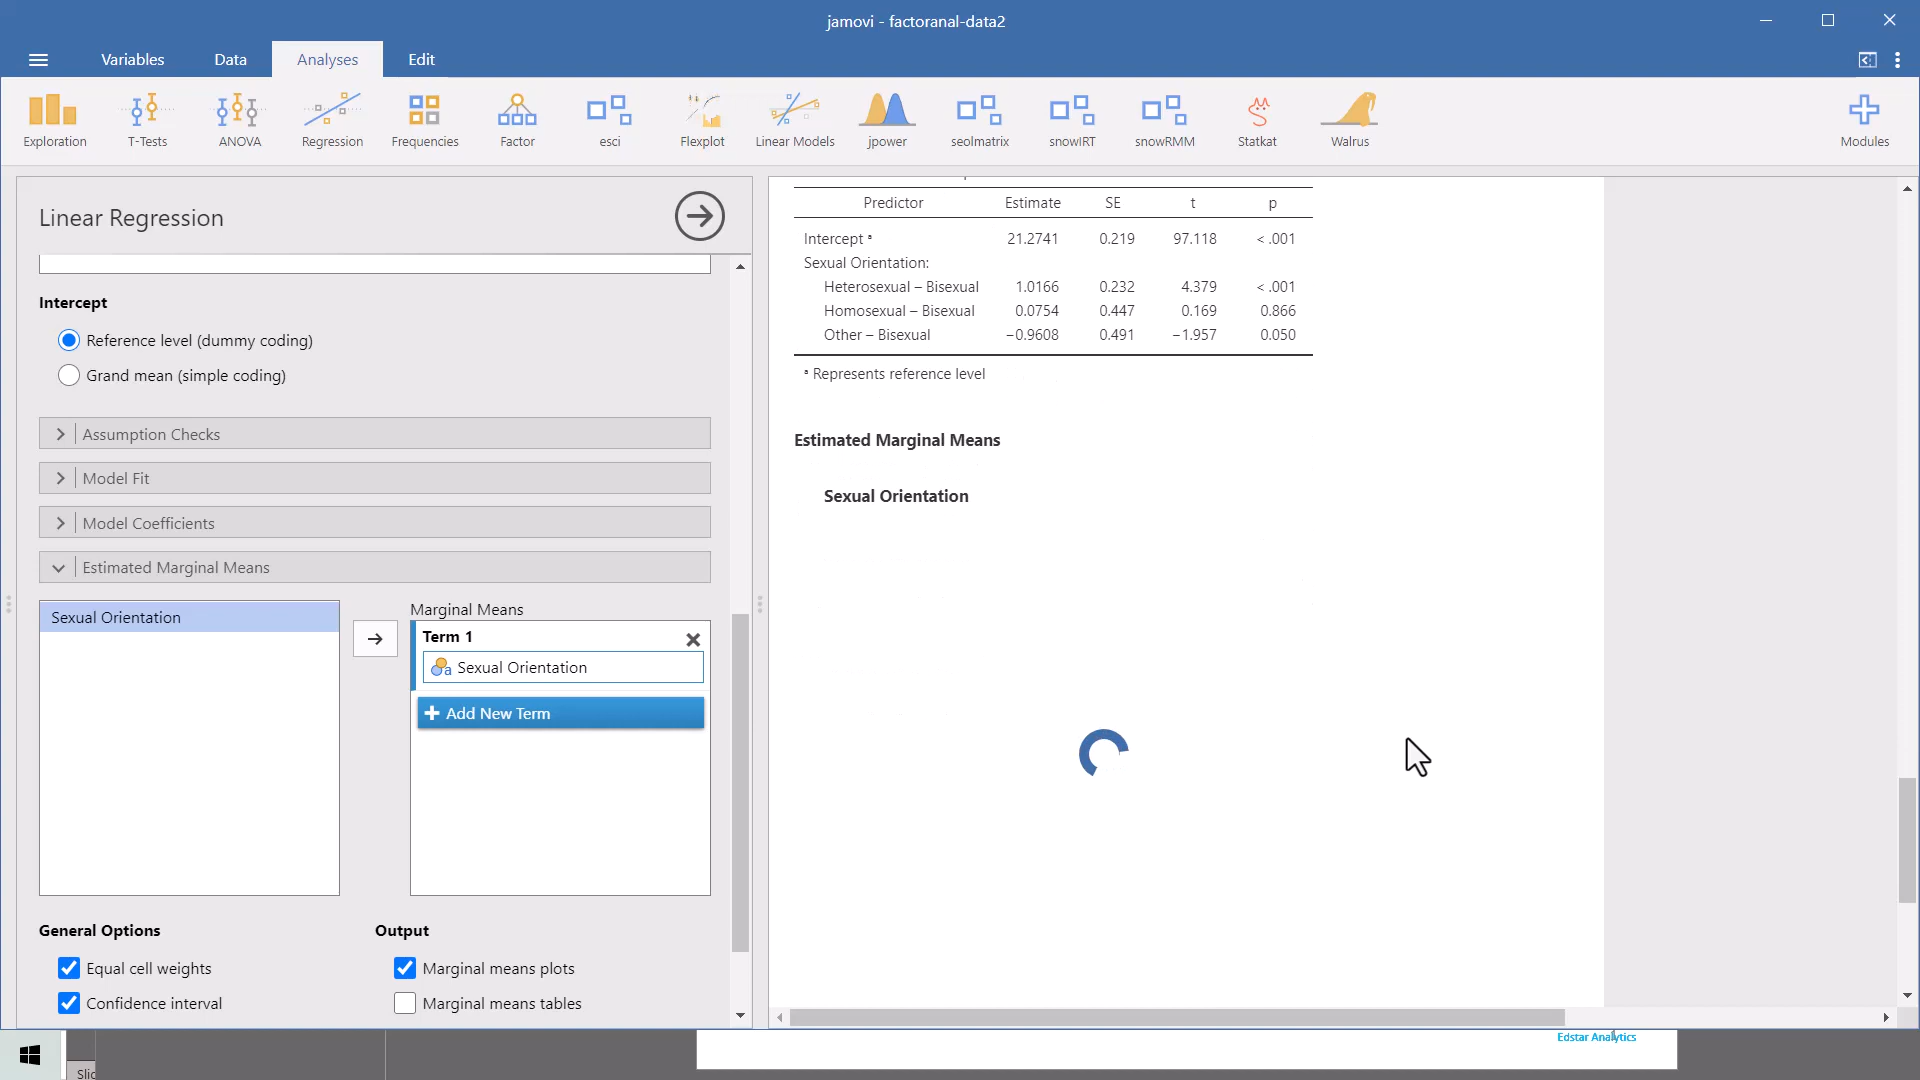 jamovi - factoranal-data2
Variables
Data
Analyses
Edit
Exploration
T-Tests
ANOVA
Regression
Frequencies
Factor
esci
Flexplot
Linear Models
jpower
seolmatrix
snowIRT
snowRMM
Statkat
Walrus
Modules
Linear Regression
Intercept
Reference level (dummy coding)
Grand mean (simple coding)
Assumption Checks
Model Fit
Model Coefficients
Estimated Marginal Means
Sexual Orientation
Marginal Means
Term 1
a Sexual Orientation
Add New Term
General Options
Equal cell weights
Confidence interval
Output
Marginal means plots
Marginal means tables
Predictor Estimate SE t p
Intercept ᵃ 21.2741 0.219 97.118 < .001
Sexual Orientation:
Heterosexual – Bisexual 1.0166 0.232 4.379 < .001
Homosexual – Bisexual 0.0754 0.447 0.169 0.866
Other – Bisexual −0.9608 0.491 −1.957 0.050
ᵃ Represents reference level
Estimated Marginal Means
Sexual Orientation
Edstar Analytics